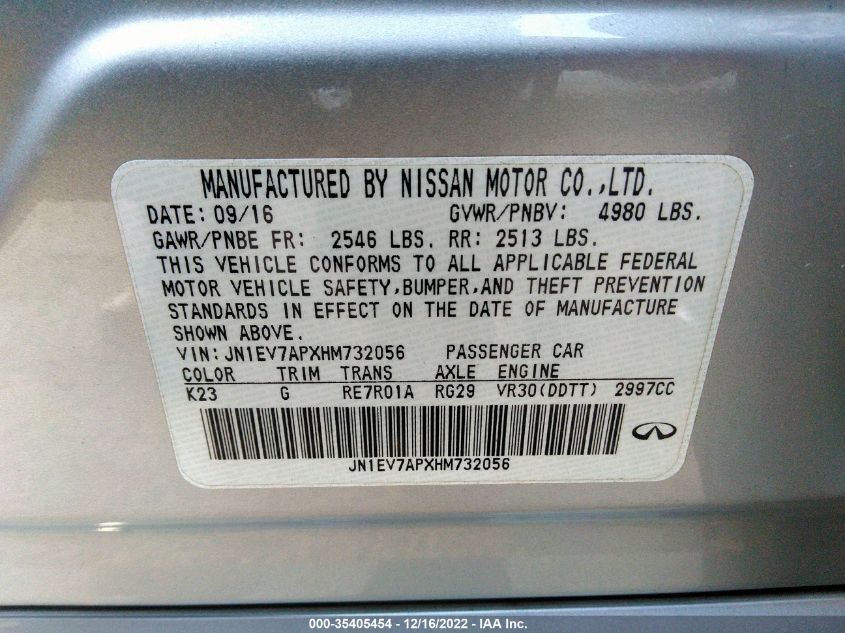 MANUFACTURED BY NISSAN MOTOR CO.,LTD.
DATE: 09/16 GVWR/PNBV: 4980 LBS.
GAWR/PNBE FR: 2546 LBS. RR: 2513 LBS.
THIS VEHICLE CONFORMS TO ALL APPLICABLE FEDERAL
MOTOR VEHICLE SAFETY,BUMPER,AND THEFT PREVENTION
STANDARDS IN EFFECT ON THE DATE OF MANUFACTURE
SHOWN ABOVE.
VIN: JN1EV7APXHM732056 PASSENGER CAR
COLOR TRIM TRANS AXLE ENGINE
K23 G RE7R01A RG29 VR30(DDTT) 2997CC
JN1EV7APXHM732056
000-35405454 - 12/16/2022 - IAA Inc.